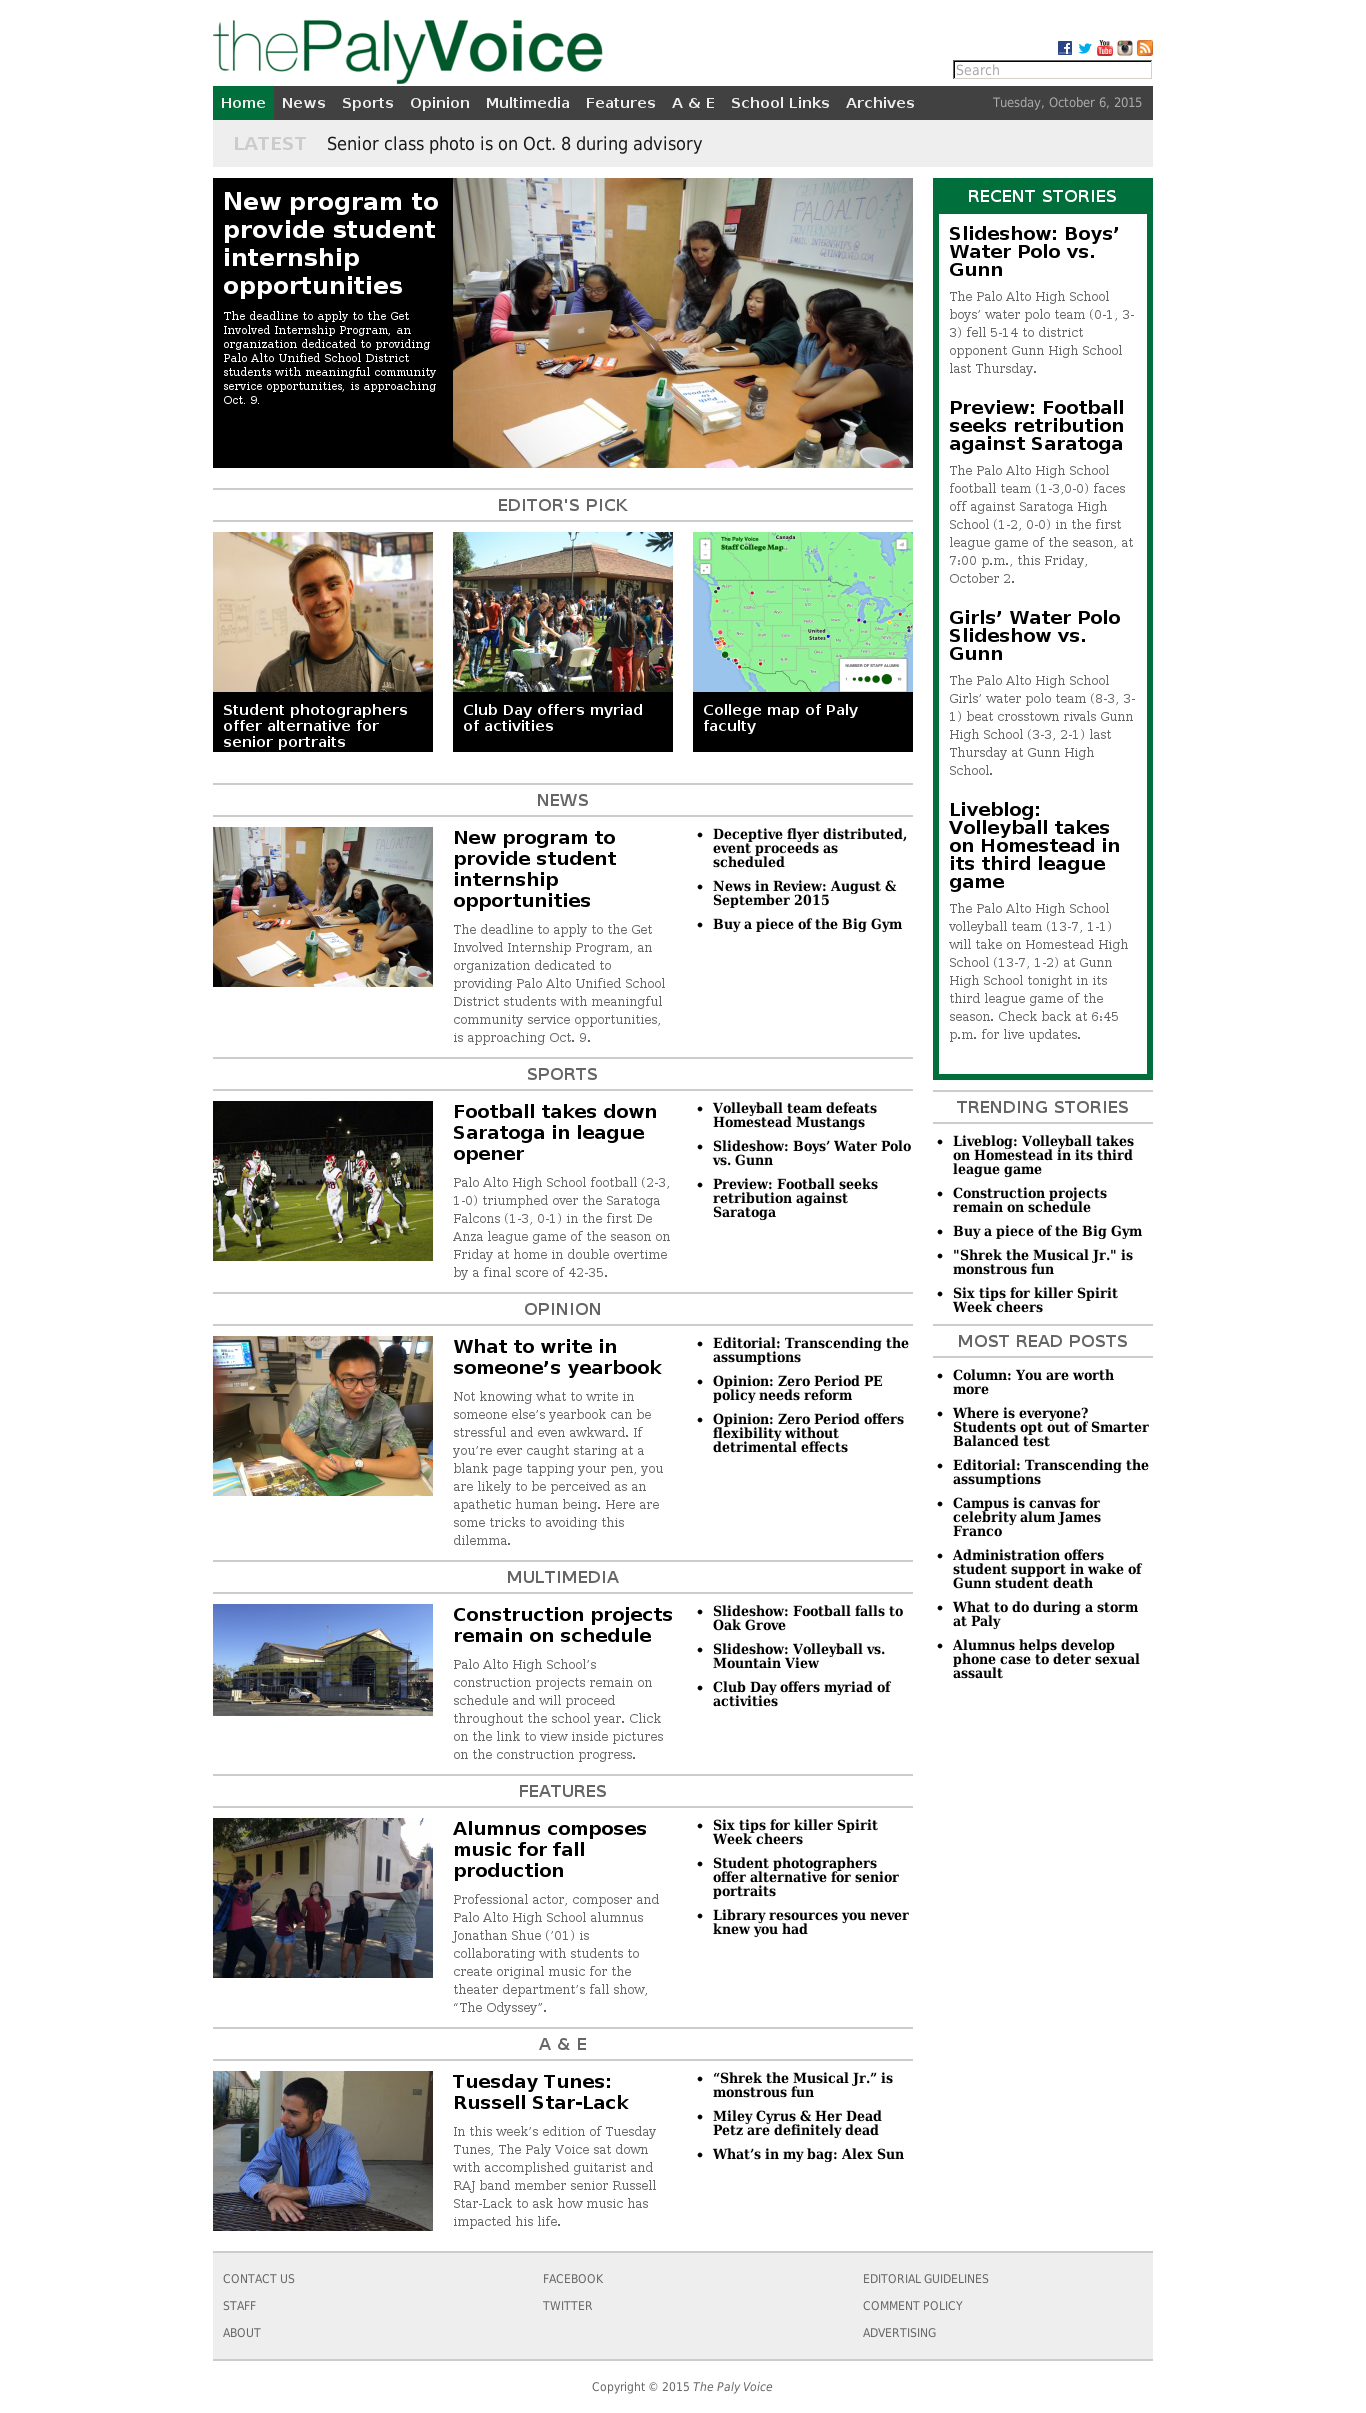 thePalyVoice
Search
Home News Sports Opinion Multimedia Features A & E School Links Archives Tuesday, October 6, 2015
LATEST Senior class photo is on Oct. 8 during advisory
New program to
provide student
internship
opportunities
The deadline to apply to the Get
Involved Internship Program, an
organization dedicated to providing
Palo Alto Unified School District
students with meaningful community
service opportunities, is approaching
Oct. 9.
EDITOR'S PICK
Student photographers
offer alternative for
senior portraits
Club Day offers myriad
of activities
The Paly Voice
Staff College Map
Canada
United
States
NUMBER OF STAFF ALUMNI
College map of Paly
faculty
NEWS
New program to
provide student
internship
opportunities
The deadline to apply to the Get
Involved Internship Program, an
organization dedicated to
providing Palo Alto Unified School
District students with meaningful
community service opportunities,
is approaching Oct. 9.
• Deceptive flyer distributed,
event proceeds as
scheduled
• News in Review: August &
September 2015
• Buy a piece of the Big Gym
SPORTS
Football takes down
Saratoga in league
opener
Palo Alto High School football (2-3,
1-0) triumphed over the Saratoga
Falcons (1-3, 0-1) in the first De
Anza league game of the season on
Friday at home in double overtime
by a final score of 42-35.
• Volleyball team defeats
Homestead Mustangs
• Slideshow: Boys’ Water Polo
vs. Gunn
• Preview: Football seeks
retribution against
Saratoga
OPINION
What to write in
someone’s yearbook
Not knowing what to write in
someone else’s yearbook can be
stressful and even awkward. If
you’re ever caught staring at a
blank page tapping your pen, you
are likely to be perceived as an
apathetic human being. Here are
some tricks to avoiding this
dilemma.
• Editorial: Transcending the
assumptions
• Opinion: Zero Period PE
policy needs reform
• Opinion: Zero Period offers
flexibility without
detrimental effects
MULTIMEDIA
Construction projects
remain on schedule
Palo Alto High School’s
construction projects remain on
schedule and will proceed
throughout the school year. Click
on the link to view inside pictures
on the construction progress.
• Slideshow: Football falls to
Oak Grove
• Slideshow: Volleyball vs.
Mountain View
• Club Day offers myriad of
activities
FEATURES
Alumnus composes
music for fall
production
Professional actor, composer and
Palo Alto High School alumnus
Jonathan Shue (’01) is
collaborating with students to
create original music for the
theater department’s fall show,
“The Odyssey”.
• Six tips for killer Spirit
Week cheers
• Student photographers
offer alternative for senior
portraits
• Library resources you never
knew you had
A & E
Tuesday Tunes:
Russell Star-Lack
In this week’s edition of Tuesday
Tunes, The Paly Voice sat down
with accomplished guitarist and
RAJ band member senior Russell
Star-Lack to ask how music has
impacted his life.
• “Shrek the Musical Jr.” is
monstrous fun
• Miley Cyrus & Her Dead
Petz are definitely dead
• What’s in my bag: Alex Sun
RECENT STORIES
Slideshow: Boys’
Water Polo vs.
Gunn
The Palo Alto High School
boys’ water polo team (0-1, 3-
3) fell 5-14 to district
opponent Gunn High School
last Thursday.
Preview: Football
seeks retribution
against Saratoga
The Palo Alto High School
football team (1-3,0-0) faces
off against Saratoga High
School (1-2, 0-0) in the first
league game of the season, at
7:00 p.m., this Friday,
October 2.
Girls’ Water Polo
Slideshow vs.
Gunn
The Palo Alto High School
Girls’ water polo team (8-3, 3-
1) beat crosstown rivals Gunn
High School (3-3, 2-1) last
Thursday at Gunn High
School.
Liveblog:
Volleyball takes
on Homestead in
its third league
game
The Palo Alto High School
volleyball team (13-7, 1-1)
will take on Homestead High
School (13-7, 1-2) at Gunn
High School tonight in its
third league game of the
season. Check back at 6:45
p.m. for live updates.
TRENDING STORIES
• Liveblog: Volleyball takes
on Homestead in its third
league game
• Construction projects
remain on schedule
• Buy a piece of the Big Gym
• "Shrek the Musical Jr." is
monstrous fun
• Six tips for killer Spirit
Week cheers
MOST READ POSTS
• Column: You are worth
more
• Where is everyone?
Students opt out of Smarter
Balanced test
• Editorial: Transcending the
assumptions
• Campus is canvas for
celebrity alum James
Franco
• Administration offers
student support in wake of
Gunn student death
• What to do during a storm
at Paly
• Alumnus helps develop
phone case to deter sexual
assault
CONTACT US FACEBOOK EDITORIAL GUIDELINES
STAFF TWITTER COMMENT POLICY
ABOUT ADVERTISING
Copyright © 2015 The Paly Voice